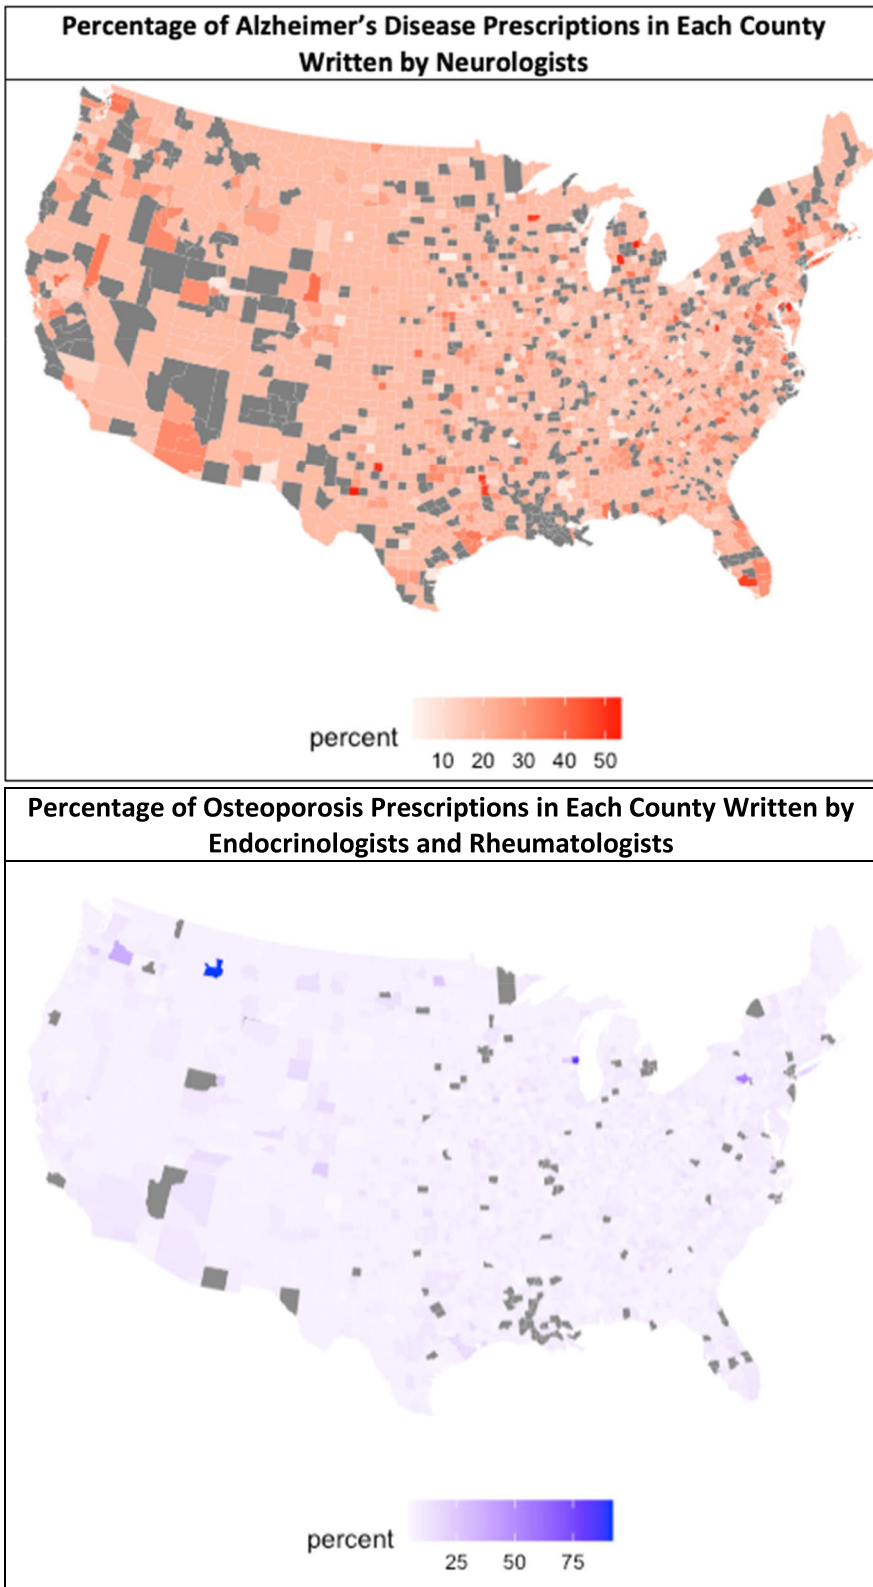 Percentage of Alzheimer’s Disease Prescriptions in Each County
Written by Neurologists
percent
10 20 30 40 50
Percentage of Osteoporosis Prescriptions in Each County Written by
Endocrinologists and Rheumatologists
percent
25 50 75